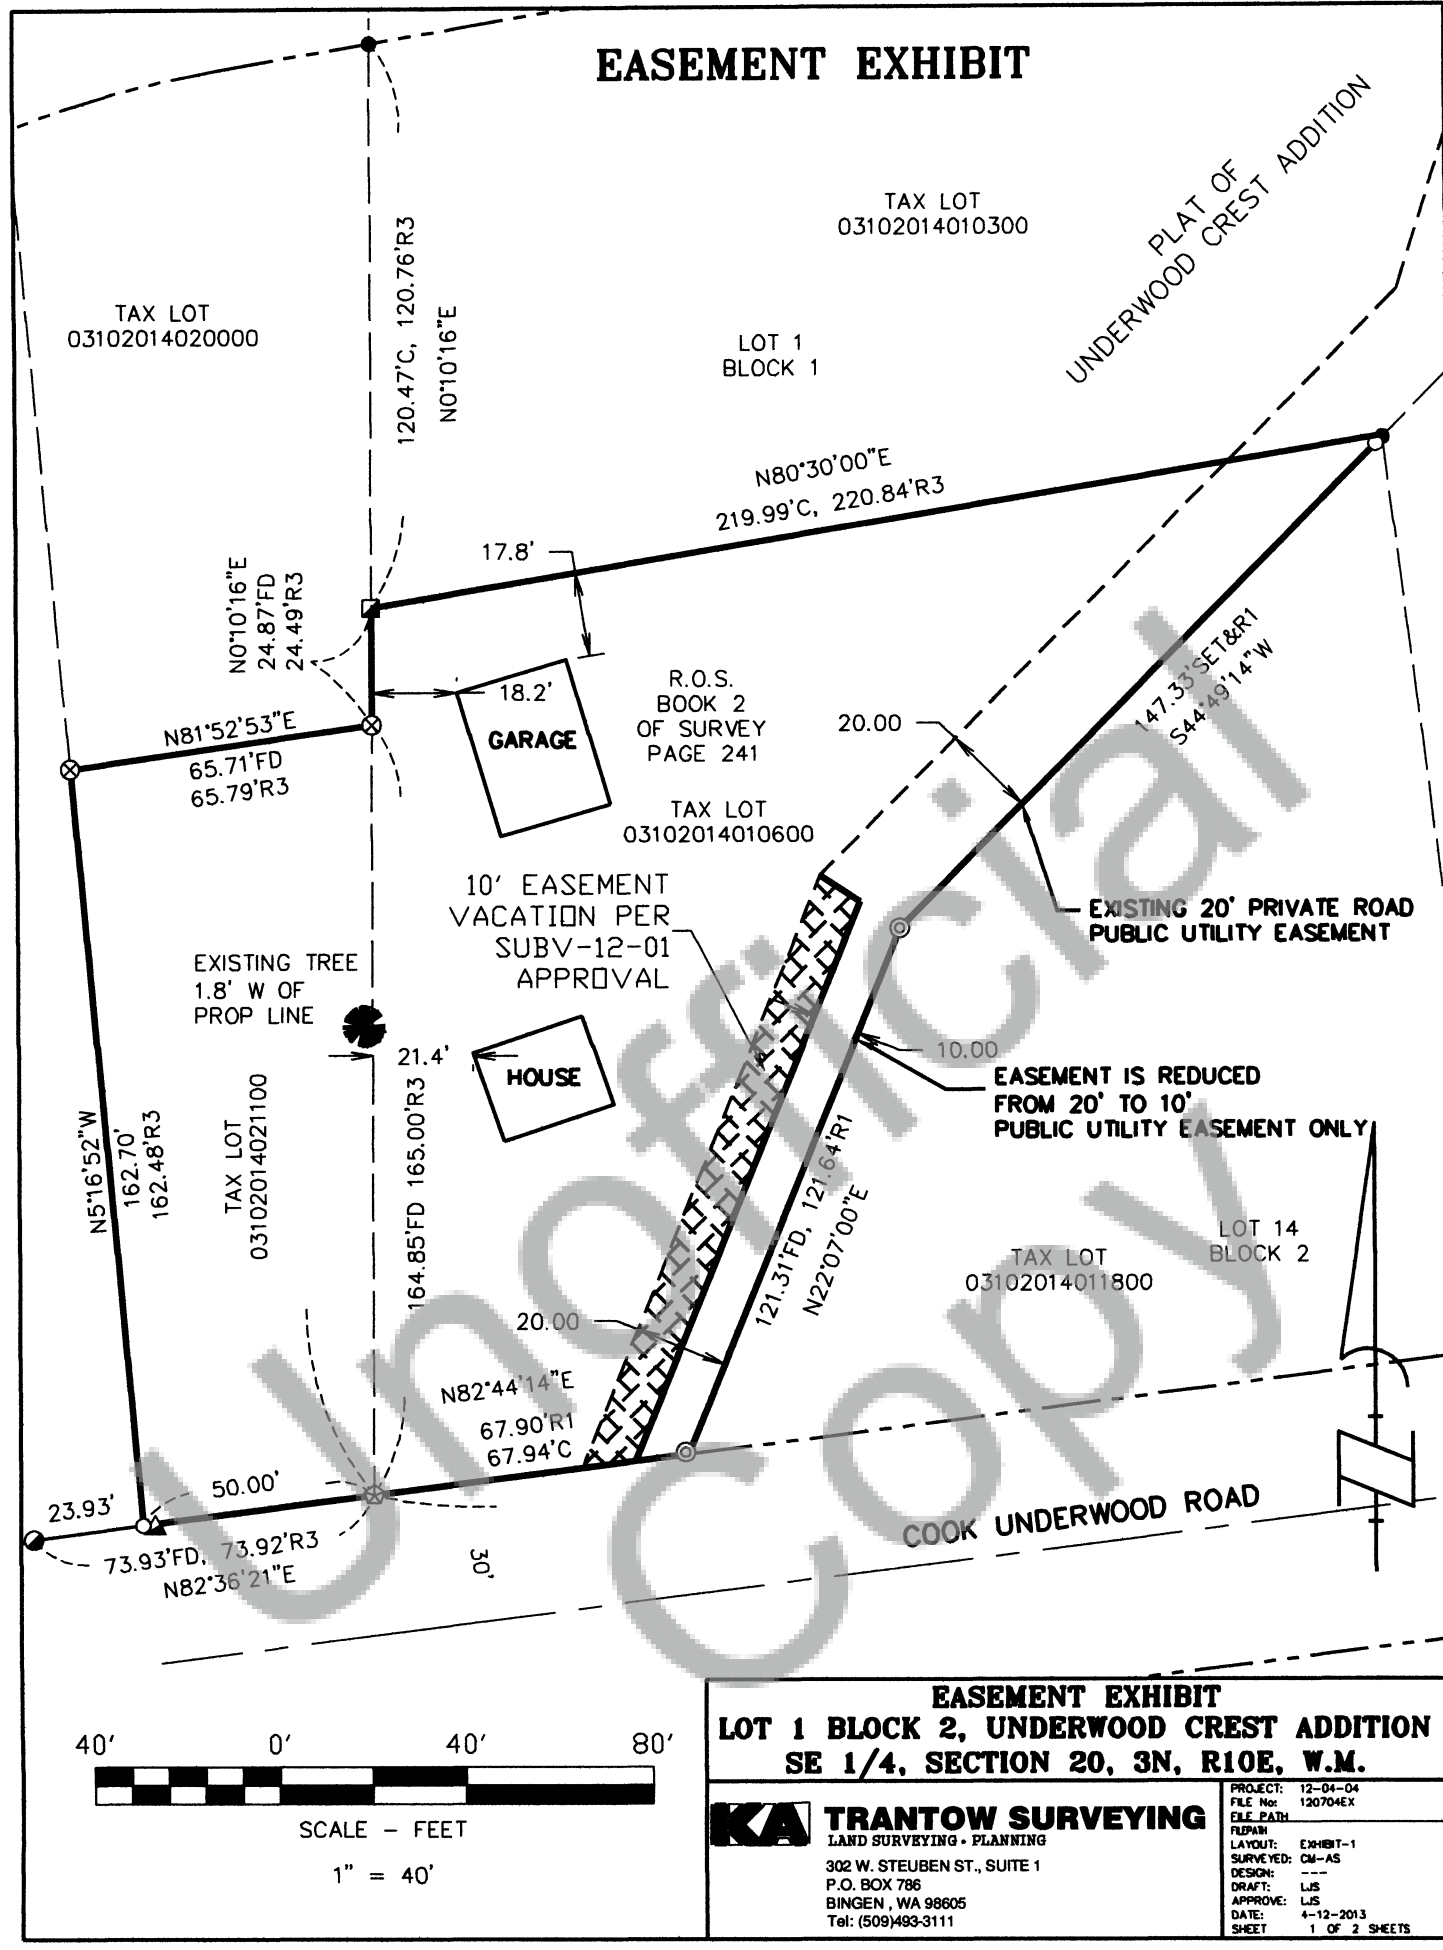 EASEMENT EXHIBIT
PLAT OF
UNDERWOOD CREST ADDITION
TAX LOT
03102014010300
TAX LOT
03102014020000
120.47'C, 120.76'R3
N0°10'16"E
LOT 1
BLOCK 1
N80°30'00"E
219.99'C, 220.84'R3
17.8'
N0°10'16"E
24.87'FD
24.49'R3
18.2'
GARAGE
R.O.S.
BOOK 2
OF SURVEY
PAGE 241
147.33'SET&R1
S44°49'14"W
20.00
N81°52'53"E
65.71'FD
65.79'R3
TAX LOT
03102014010600
10' EASEMENT
VACATION PER
SUBV-12-01
APPROVAL
EXISTING 20' PRIVATE ROAD
PUBLIC UTILITY EASEMENT
EXISTING TREE
1.8' W OF
PROP LINE
21.4'
HOUSE
10.00
EASEMENT IS REDUCED
FROM 20' TO 10'
PUBLIC UTILITY EASEMENT ONLY
N5°16'52"W
162.70'
162.48'R3
TAX LOT
03102014021100
164.85'FD 165.00'R3
121.31'FD, 121.64'R1
N22°07'00"E
LOT 14
BLOCK 2
TAX LOT
03102014011800
20.00
N82°44'14"E
67.90'R1
67.94'C
50.00'
23.93'
73.93'FD, 73.92'R3
N82°36'21"E
30'
COOK UNDERWOOD ROAD
Unofficial
Copy
EASEMENT EXHIBIT
LOT 1 BLOCK 2, UNDERWOOD CREST ADDITION
SE 1/4, SECTION 20, 3N, R10E, W.M.
40' 0' 40' 80'
SCALE - FEET
1" = 40'
KA TRANTOW SURVEYING
LAND SURVEYING • PLANNING
302 W. STEUBEN ST., SUITE 1
P.O. BOX 786
BINGEN , WA 98605
Tel: (509)493-3111
PROJECT: 12-04-04
FILE No: 120704EX
FILE PATH
FILEPATH
LAYOUT: EXHIBIT-1
SURVEYED: CM-AS
DESIGN: ---
DRAFT: LJS
APPROVE: LJS
DATE: 4-12-2013
SHEET 1 OF 2 SHEETS